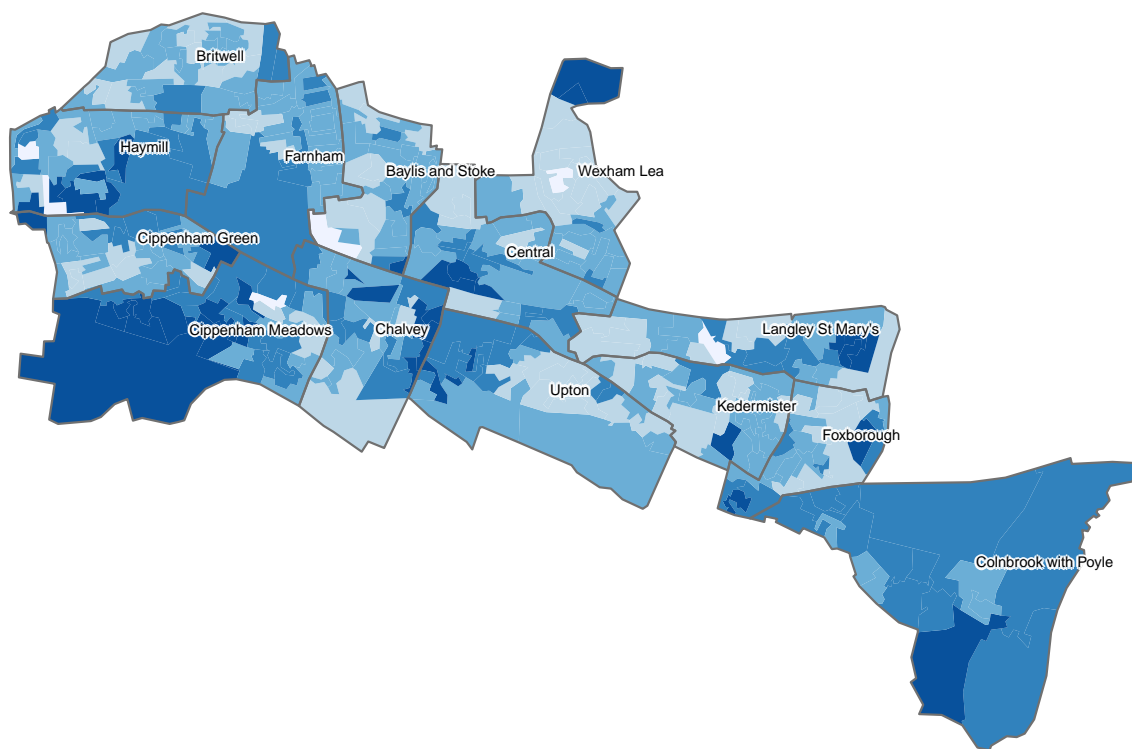 Britwell
Haymill
Farnham
Baylis and Stoke
Wexham Lea
Cippenham Green
Central
Cippenham Meadows
Chalvey
Langley St Mary's
Upton
Kedermister
Foxborough
Colnbrook with Poyle